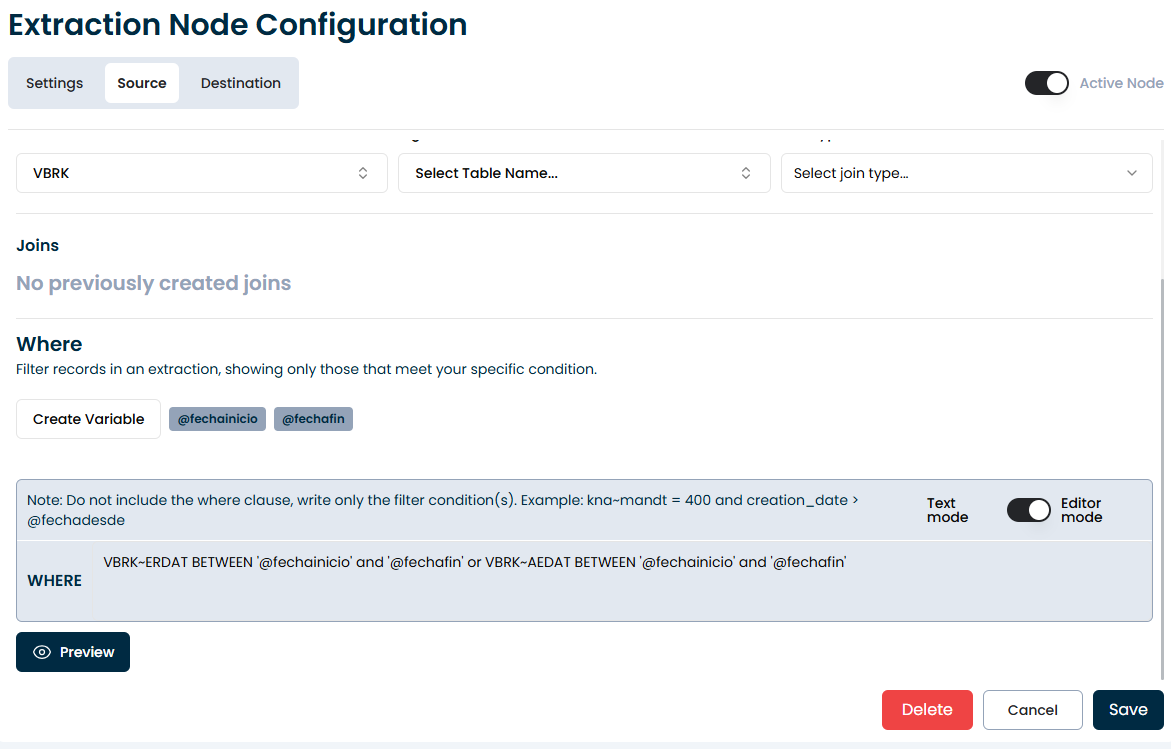 Extraction Node Configuration
Settings Source Destination Active Node
VBRK Select Table Name... Select join type...
Joins
No previously created joins
Where
Filter records in an extraction, showing only those that meet your specific condition.
Create Variable @fechainicio @fechafin
Note: Do not include the where clause, write only the filter condition(s). Example: kna~mandt = 400 and creation_date >
@fechadesde
Text
mode
Editor
mode
WHERE
VBRK~ERDAT BETWEEN '@fechainicio' and '@fechafin' or VBRK~AEDAT BETWEEN '@fechainicio' and '@fechafin'
Preview
Delete Cancel Save